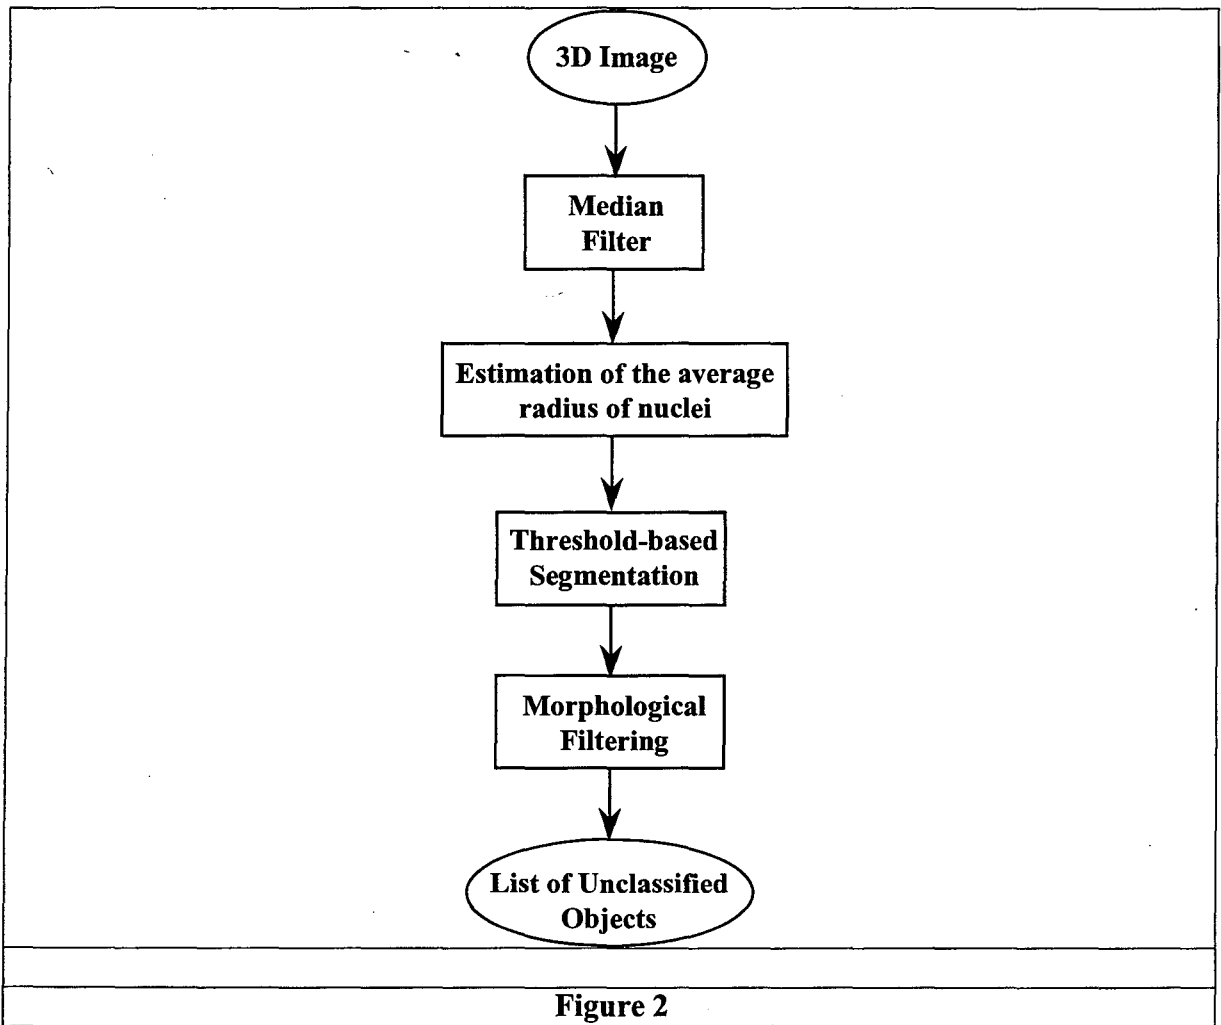 3D Image
Median
Filter
Estimation of the average
radius of nuclei
Threshold-based
Segmentation
Morphological
Filtering
List of Unclassified
Objects
Figure 2